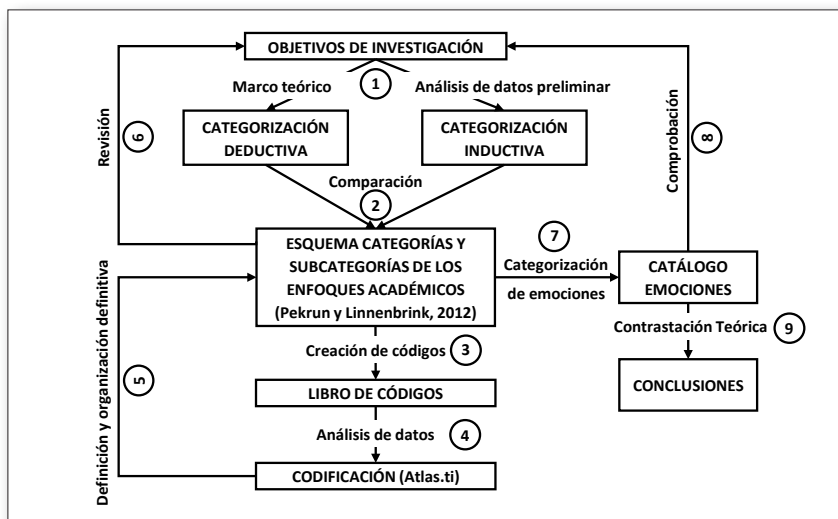 OBJETIVOS DE INVESTIGACIÓN
1
Marco teórico
Análisis de datos preliminar
CATEGORIZACIÓN
DEDUCTIVA
CATEGORIZACIÓN
INDUCTIVA
Revisión
6
Comprobación
8
Comparación
2
ESQUEMA CATEGORÍAS Y
SUBCATEGORÍAS DE LOS
ENFOQUES ACADÉMICOS
(Pekrun y Linnenbrink, 2012)
7
Categorización
de emociones
CATÁLOGO
EMOCIONES
Creación de códigos
3
Contrastación Teórica
9
Definición y organización definitiva
5
LIBRO DE CÓDIGOS
CONCLUSIONES
Análisis de datos
4
CODIFICACIÓN (Atlas.ti)